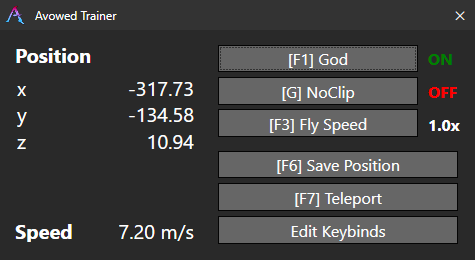 Avowed Trainer
Position
x -317.73
y -134.58
z 10.94
Speed 7.20 m/s
[F1] God ON
[G] NoClip OFF
[F3] Fly Speed 1.0x
[F6] Save Position
[F7] Teleport
Edit Keybinds